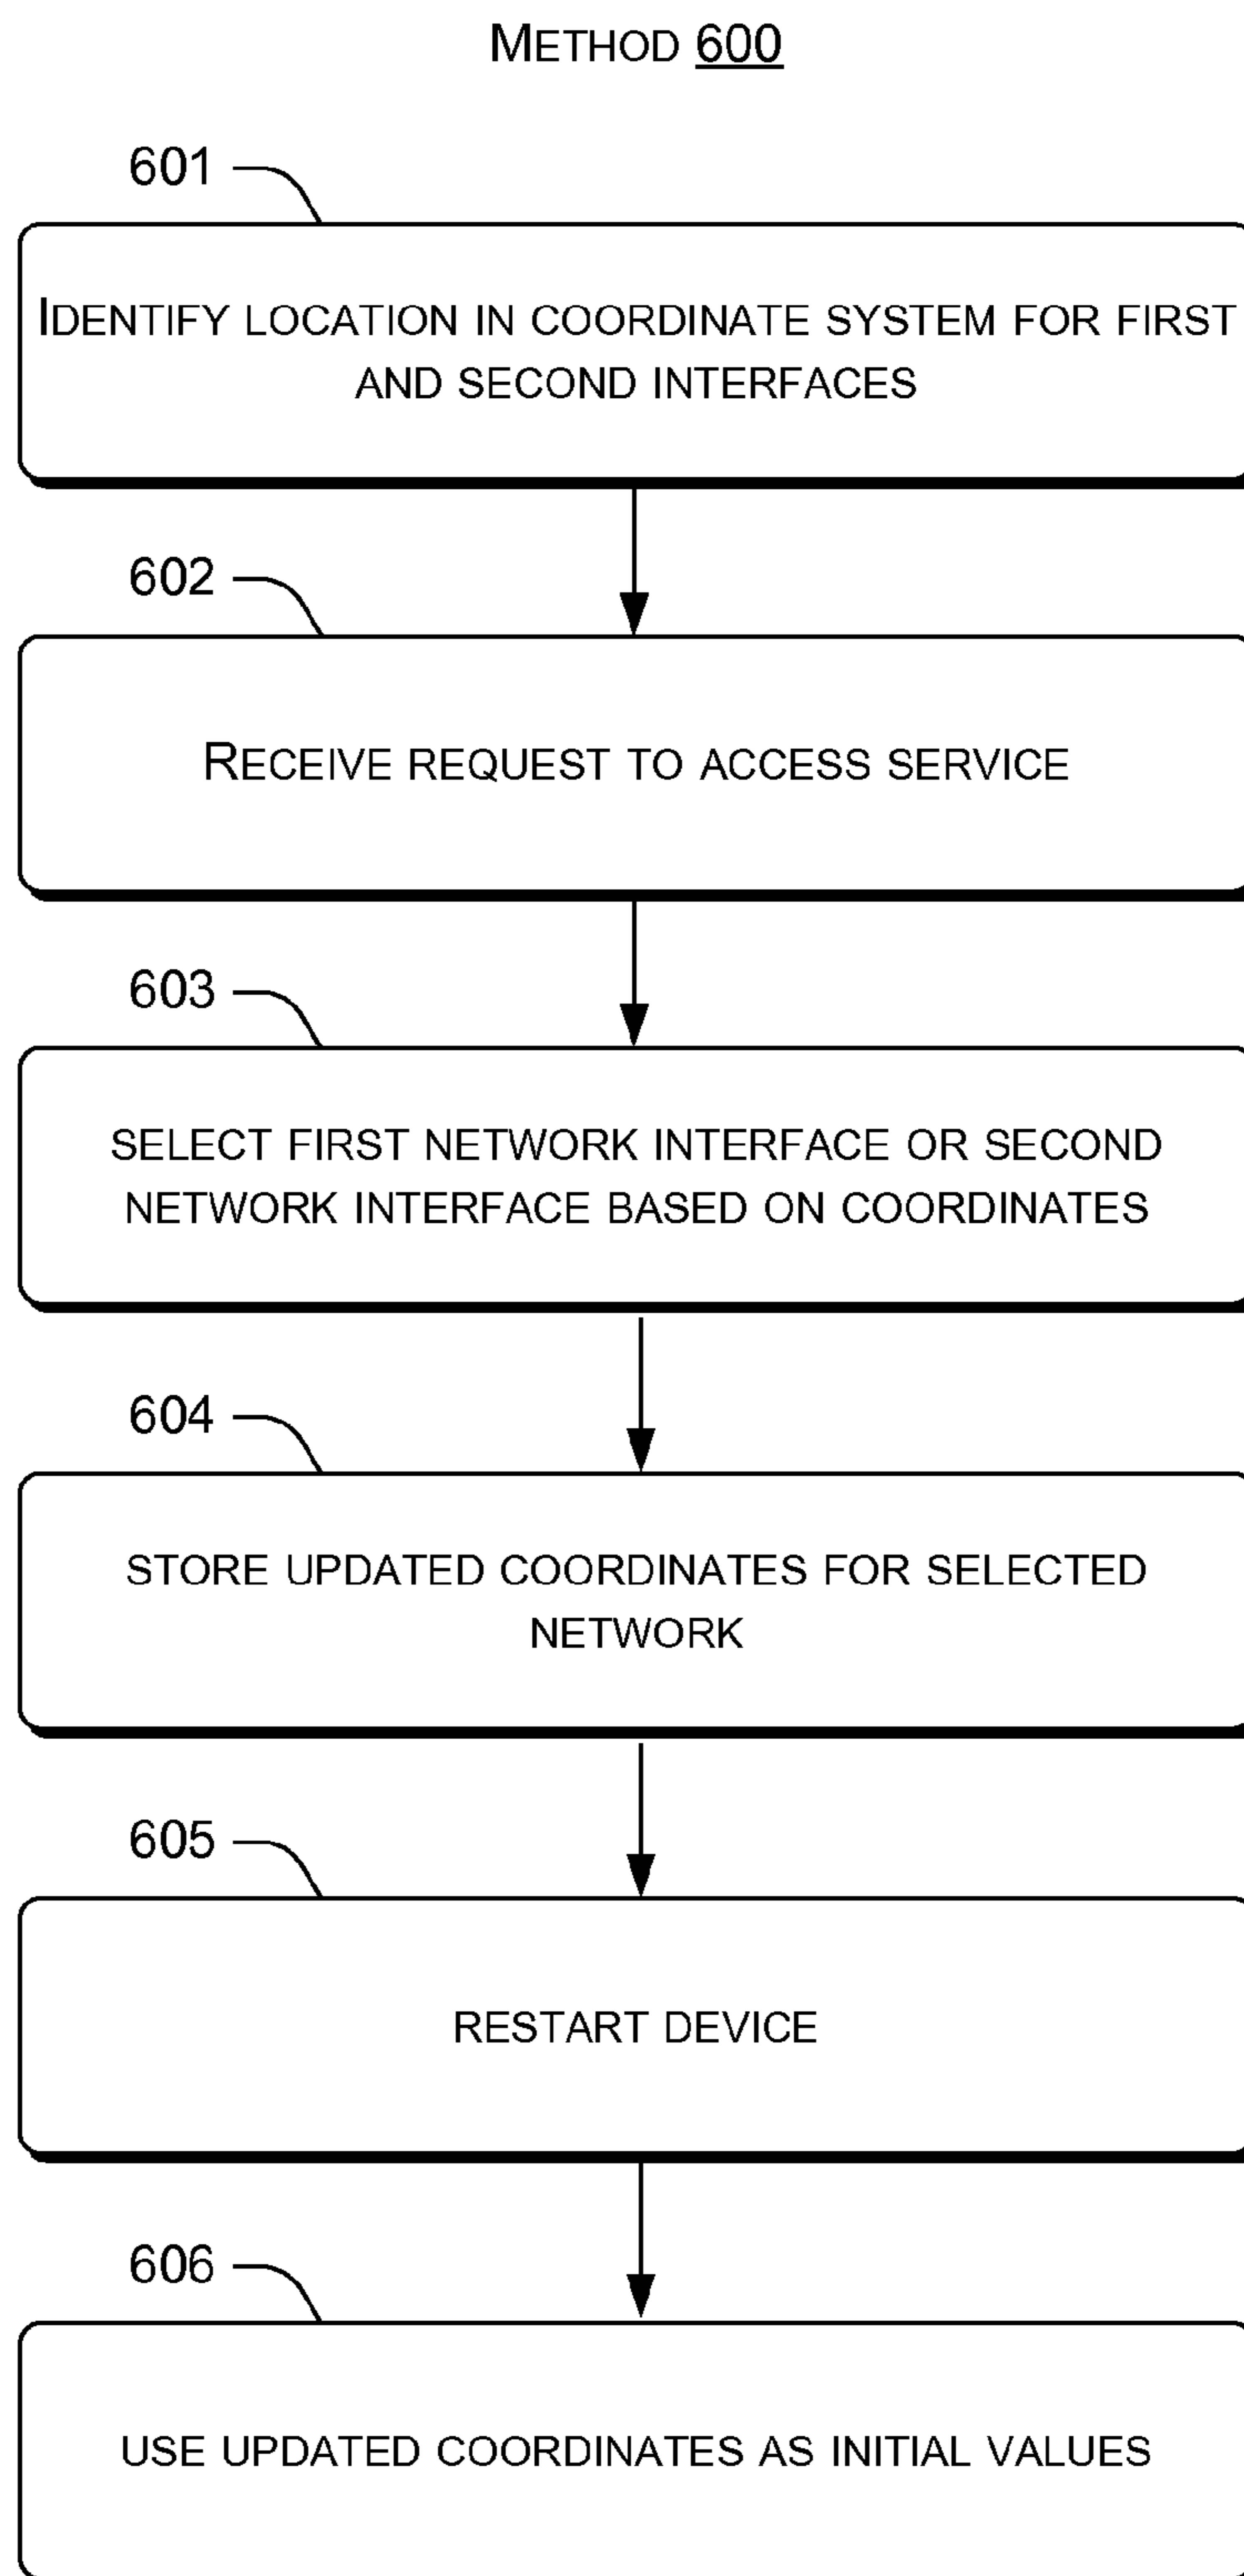 METHOD 600
601
IDENTIFY LOCATION IN COORDINATE SYSTEM FOR FIRST
AND SECOND INTERFACES
602
RECEIVE REQUEST TO ACCESS SERVICE
603
SELECT FIRST NETWORK INTERFACE OR SECOND
NETWORK INTERFACE BASED ON COORDINATES
604
STORE UPDATED COORDINATES FOR SELECTED
NETWORK
605
RESTART DEVICE
606
USE UPDATED COORDINATES AS INITIAL VALUES